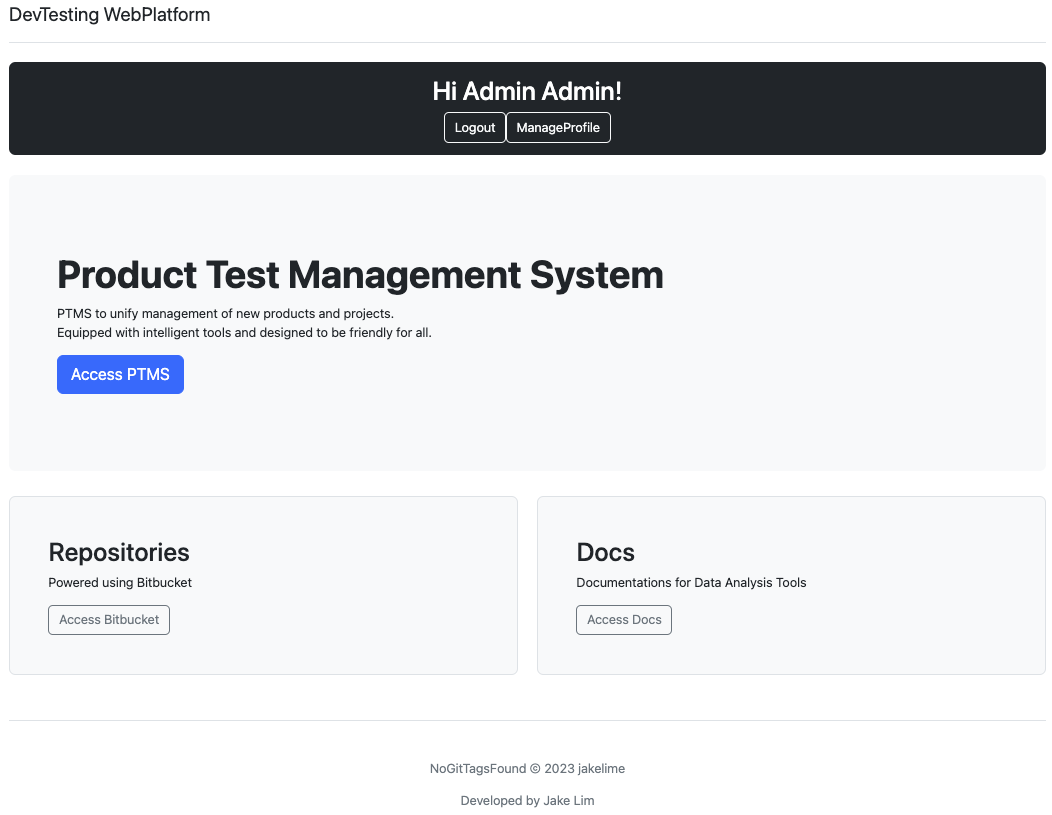 DevTesting WebPlatform
Hi Admin Admin!
Logout ManageProfile
Product Test Management System
PTMS to unify management of new products and projects.
Equipped with intelligent tools and designed to be friendly for all.
Access PTMS
Repositories
Powered using Bitbucket
Access Bitbucket
Docs
Documentations for Data Analysis Tools
Access Docs
NoGitTagsFound © 2023 jakelime
Developed by Jake Lim